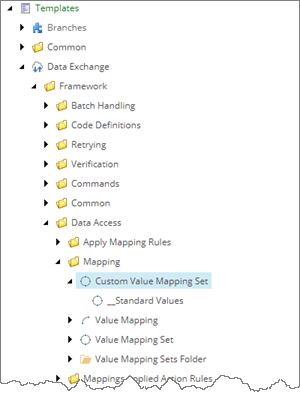 Templates
Branches
Common
Data Exchange
Framework
Batch Handling
Code Definitions
Retrying
Verification
Commands
Common
Data Access
Apply Mapping Rules
Mapping
Custom Value Mapping Set
__Standard Values
Value Mapping
Value Mapping Set
Value Mapping Sets Folder
Mappings Applied Action Rules